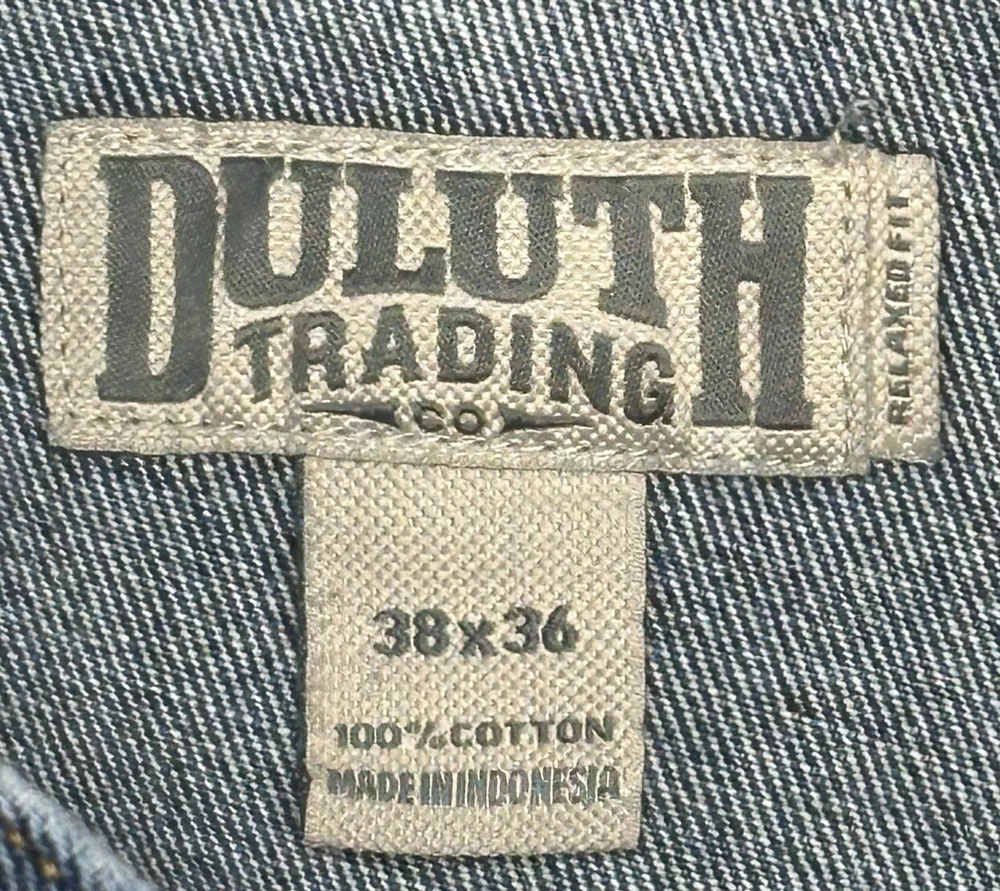 DULUTH
TRADING
CO
RELAXED FIT
38x36
100% COTTON
MADE IN INDONESIA